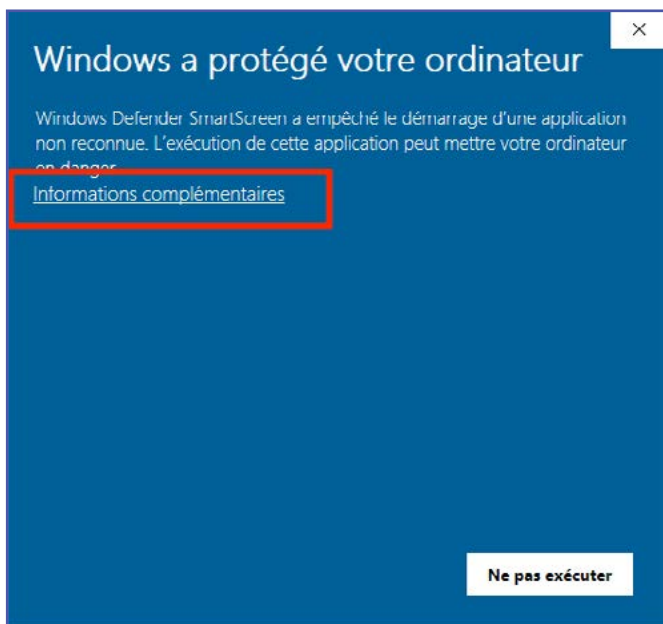 Windows a protégé votre ordinateur
Windows Defender SmartScreen a empêché le démarrage d'une application
non reconnue. L'exécution de cette application peut mettre votre ordinateur
en danger.
Informations complémentaires
Ne pas exécuter